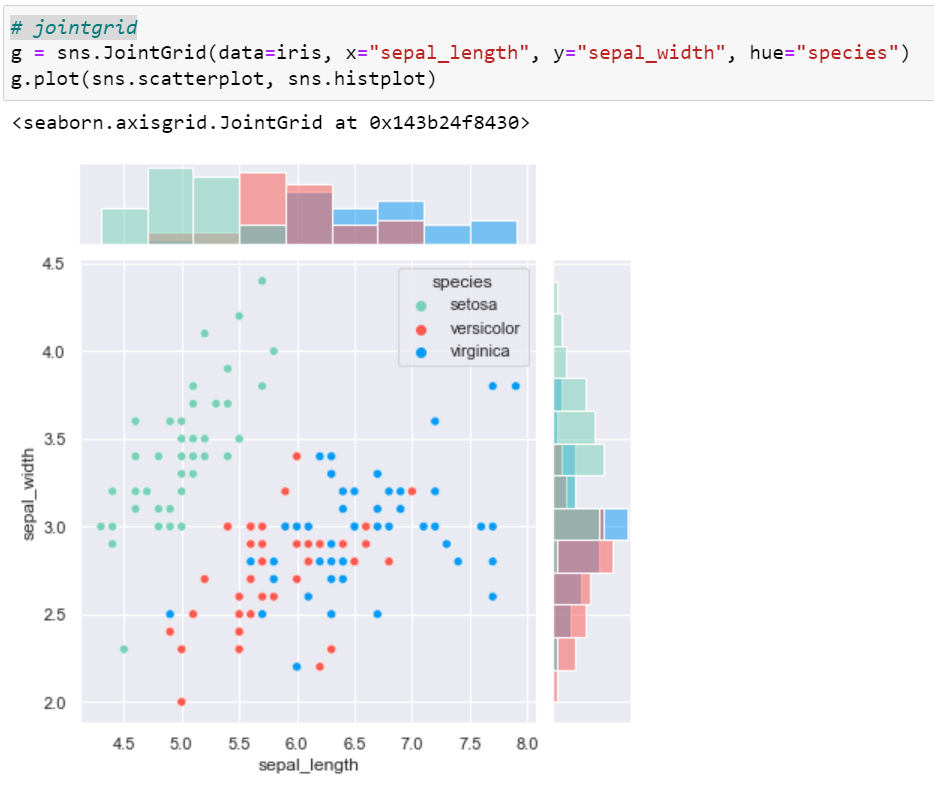 # jointgrid
g = sns.JointGrid(data=iris, x="sepal_length", y="sepal_width", hue="species")
g.plot(sns.scatterplot, sns.histplot)
<seaborn.axisgrid.JointGrid at 0x143b24f8430>
4.5
4.0
3.5
3.0
2.5
2.0
sepal_width
species
setosa
versicolor
virginica
4.5 5.0 5.5 6.0 6.5 7.0 7.5 8.0
sepal_length